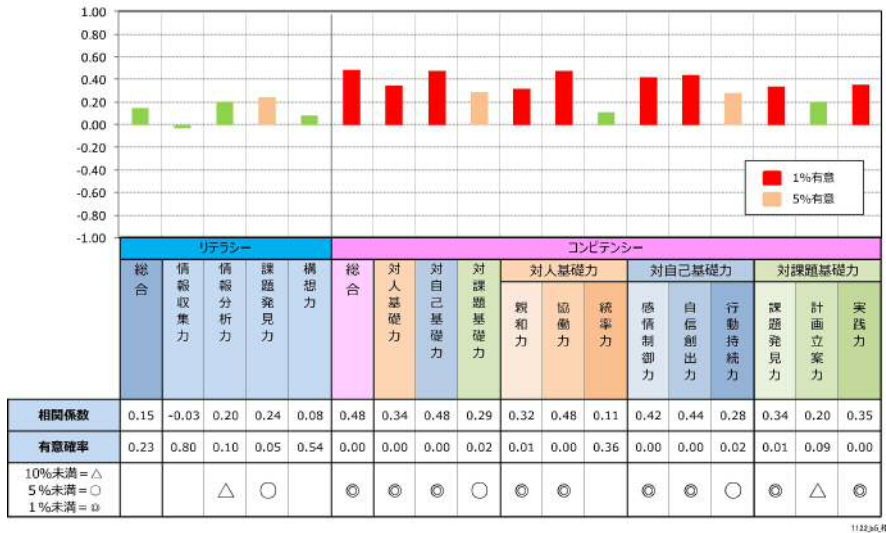 1.00
0.80
0.60
0.40
0.20
0.00
-0.20
-0.40
-0.60
-0.80
-1.00
1%有意
5%有意
リテラシー
コンピテンシー
総合
情報収集力
情報分析力
課題発見力
構想力
総合
対人基礎力
対自己基礎力
対課題基礎力
対人基礎力
対自己基礎力
対課題基礎力
親和力
協働力
統率力
感情制御力
自信創出力
行動持続力
課題発見力
計画立案力
実践力
相関係数 0.15 -0.03 0.20 0.24 0.08 0.48 0.34 0.48 0.29 0.32 0.48 0.11 0.42 0.44 0.28 0.34 0.20 0.35
有意確率 0.23 0.80 0.10 0.05 0.54 0.00 0.00 0.00 0.02 0.01 0.00 0.36 0.00 0.00 0.02 0.01 0.09 0.00
10%未満=△
5%未満=○
1%未満=◎
△ ○ ◎ ◎ ◎ ○ ◎ ◎ ◎ ◎ ○ ◎ △ ◎